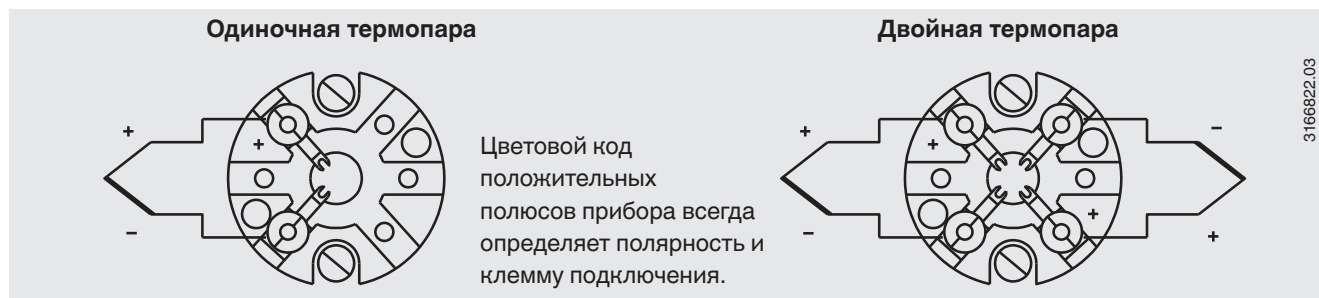 Одиночная термопара
Двойная термопара
+
+
−
Цветовой код
положительных
полюсов прибора всегда
определяет полярность и
клемму подключения.
+
+
−
−
+
+
3166822.03